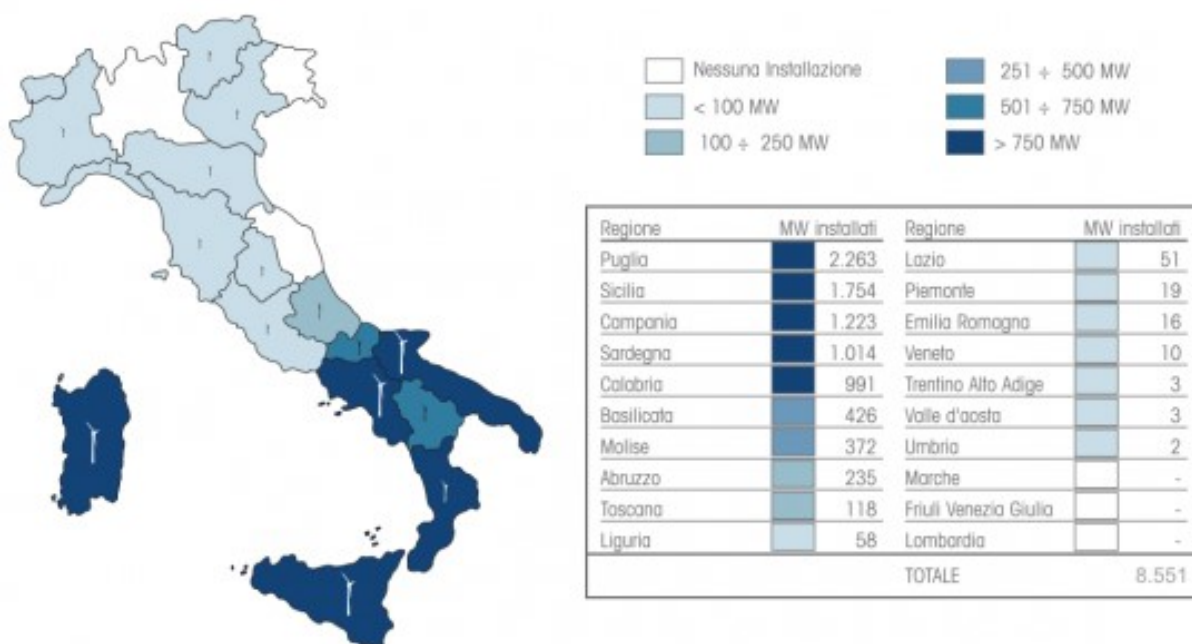 Nessuna Installazione
251 ÷ 500 MW
< 100 MW
501 ÷ 750 MW
100 ÷ 250 MW
> 750 MW
Regione MW installati Regione MW installati
Puglia 2.263 Lazio 51
Sicilia 1.754 Piemonte 19
Campania 1.223 Emilia Romagna 16
Sardegna 1.014 Veneto 10
Calabria 991 Trentino Alto Adige 3
Basilicata 426 Valle d'aosta 3
Molise 372 Umbria 2
Abruzzo 235 Marche -
Toscana 118 Friuli Venezia Giulia -
Liguria 58 Lombardia -
TOTALE 8.551